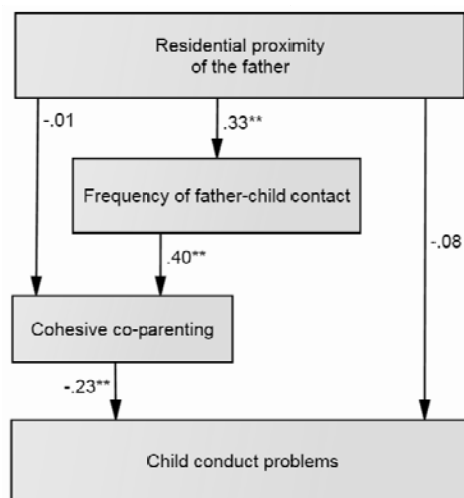 Residential proximity
of the father
-.01
.33**
Frequency of father-child contact
.40**
-.08
Cohesive co-parenting
-.23**
Child conduct problems